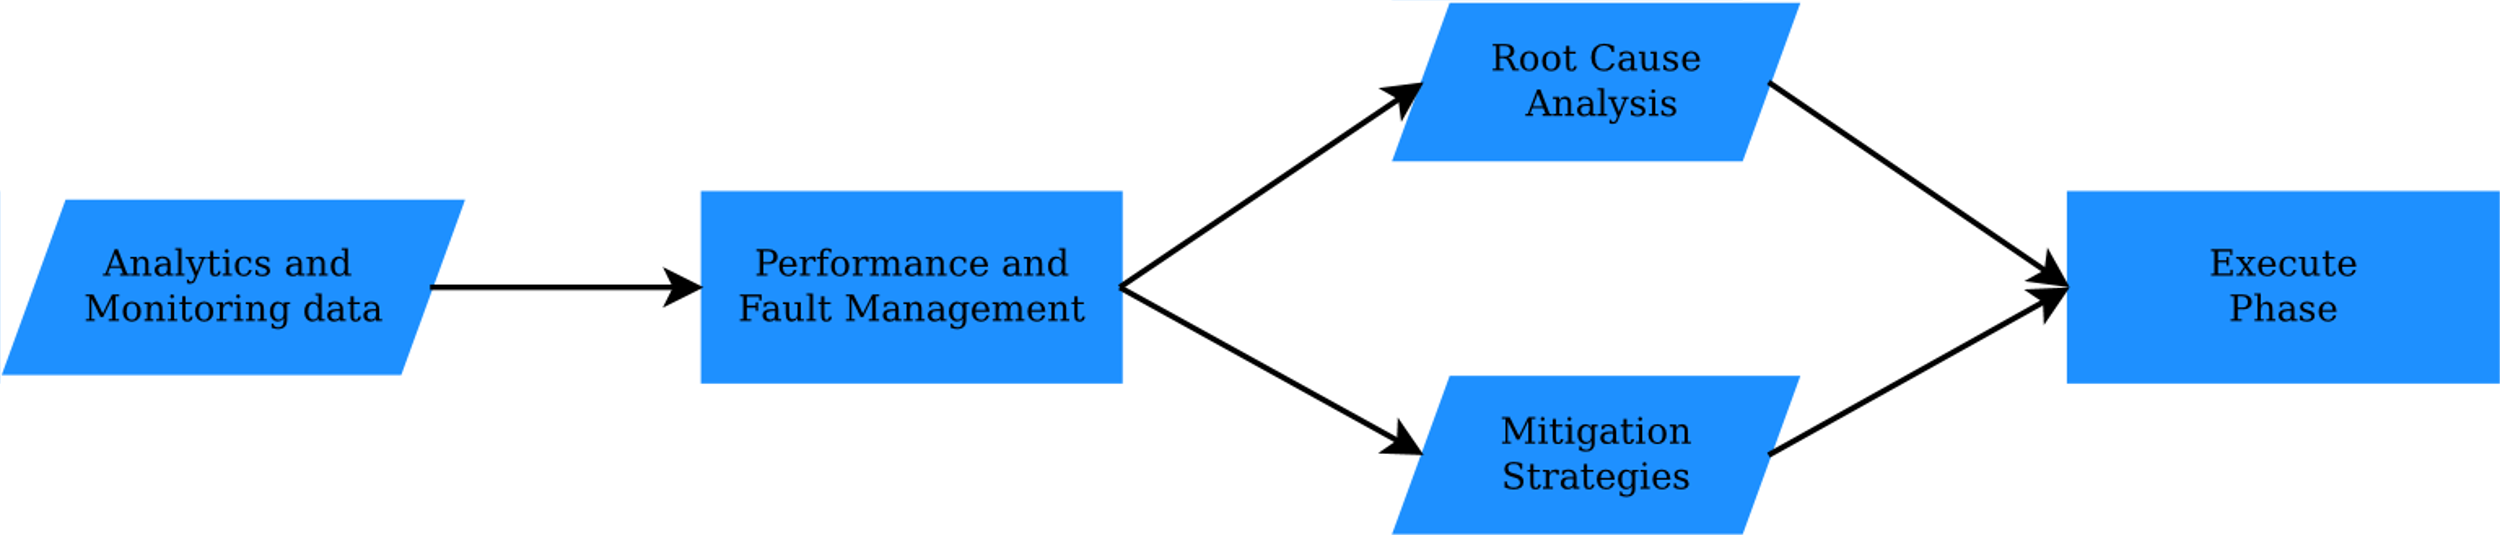 Analytics and
Monitoring data
Performance and
Fault Management
Root Cause
Analysis
Mitigation
Strategies
Execute
Phase